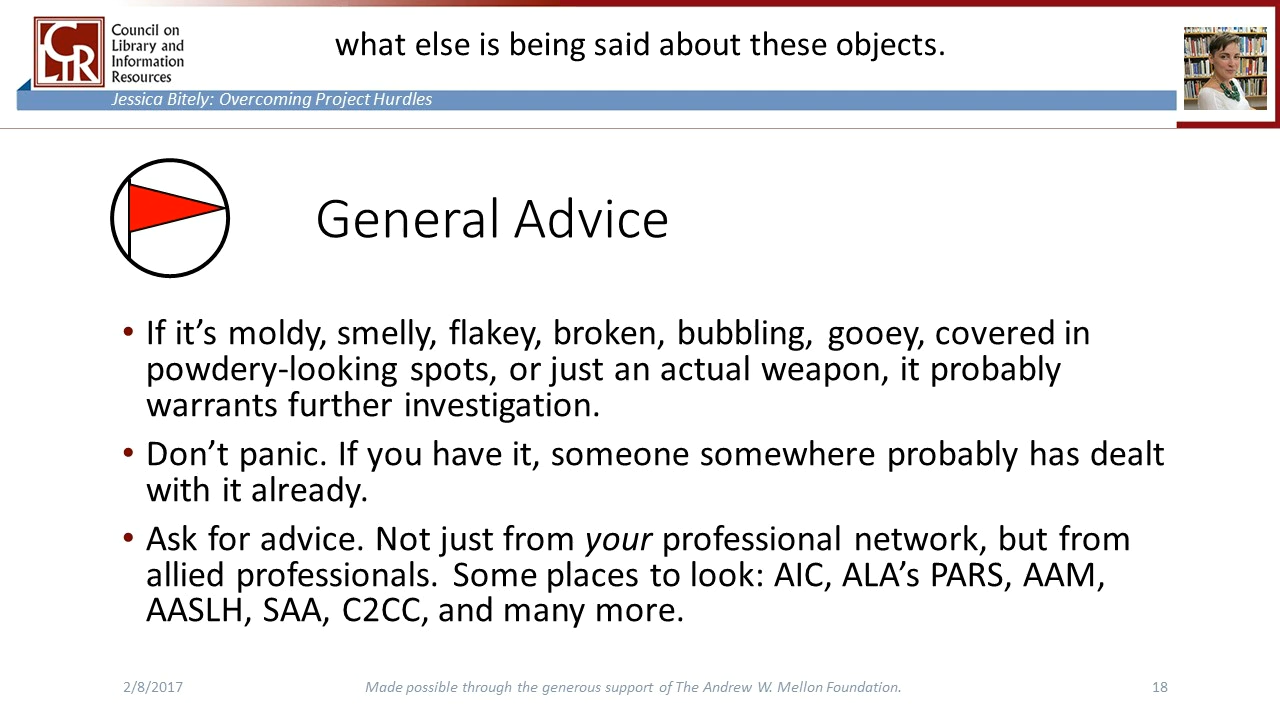 Council on
Library and
Information
Resources
what else is being said about these objects.
Jessica Bitely: Overcoming Project Hurdles
General Advice
• If it’s moldy, smelly, flakey, broken, bubbling, gooey, covered in
powdery-looking spots, or just an actual weapon, it probably
warrants further investigation.
• Don’t panic. If you have it, someone somewhere probably has dealt
with it already.
• Ask for advice. Not just from your professional network, but from
allied professionals. Some places to look: AIC, ALA’s PARS, AAM,
AASLH, SAA, C2CC, and many more.
2/8/2017
Made possible through the generous support of The Andrew W. Mellon Foundation.
18